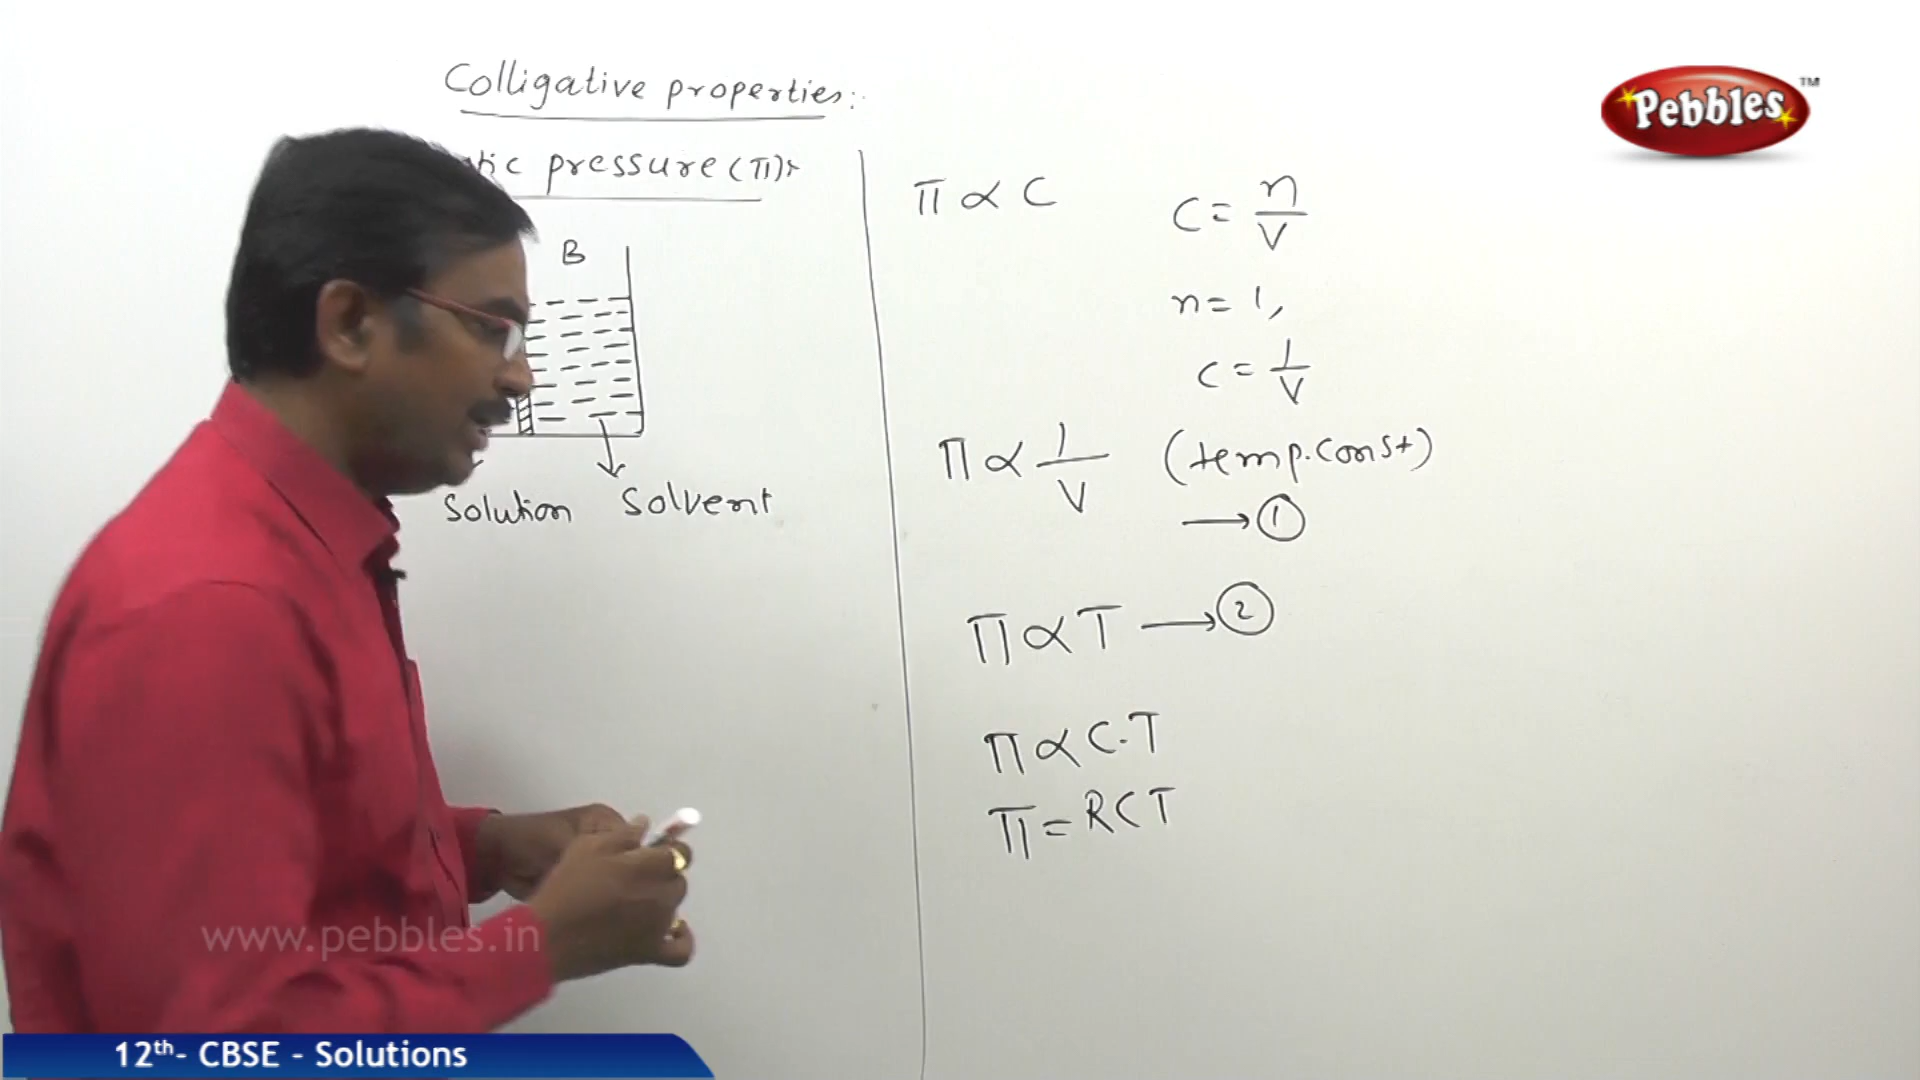 Colligative properties:
pressure (π):
B
Solution Solvent
π ∝ C
C = n/V
n = 1,
C = 1/V
π ∝ 1/V (temp. const)
→ ①
π ∝ T → ②
π ∝ C.T
π = RCT
Pebbles™
www.pebbles.in
12th- CBSE - Solutions